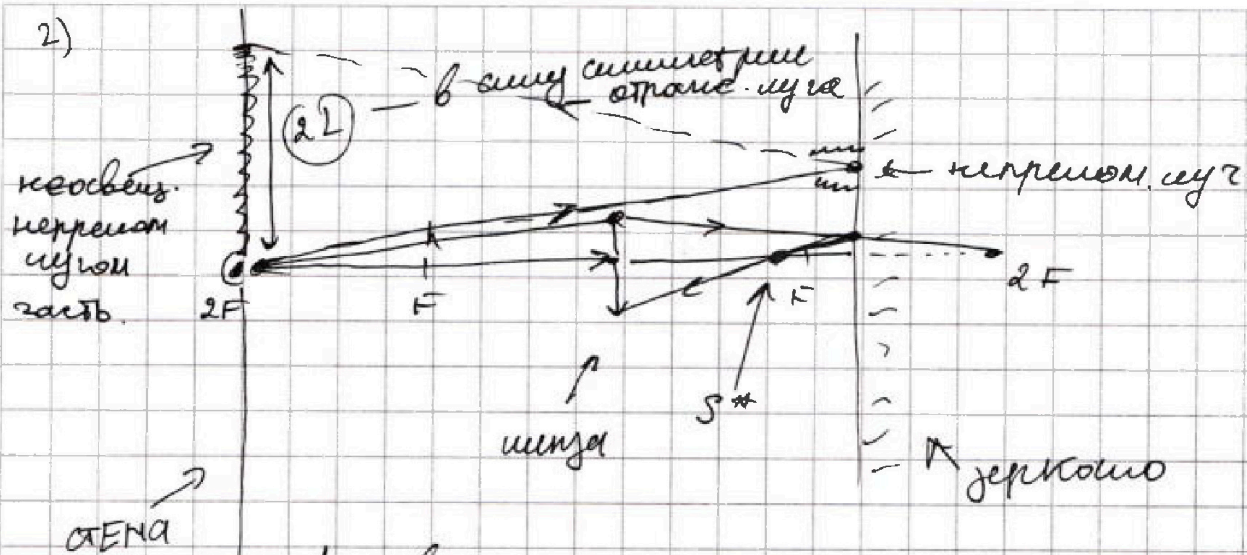 2)
2L — в силу симметрии
отраж. луча
неосвещ.
непрелом
лучом
часть.
← непрелом. луч
2F
F
F
2F
S*
линза
зеркало
СТЕНА